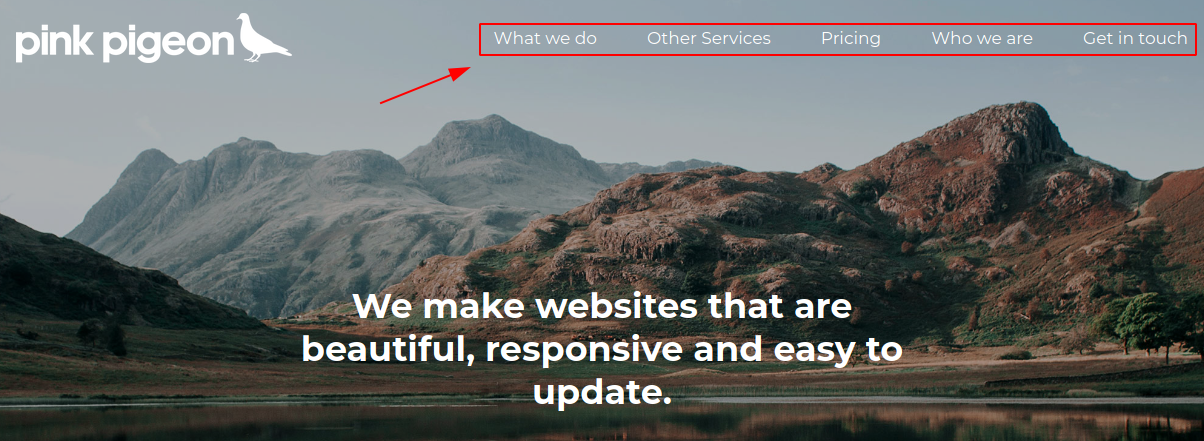 pink pigeon
What we do Other Services Pricing Who we are Get in touch
We make websites that are
beautiful, responsive and easy to
update.